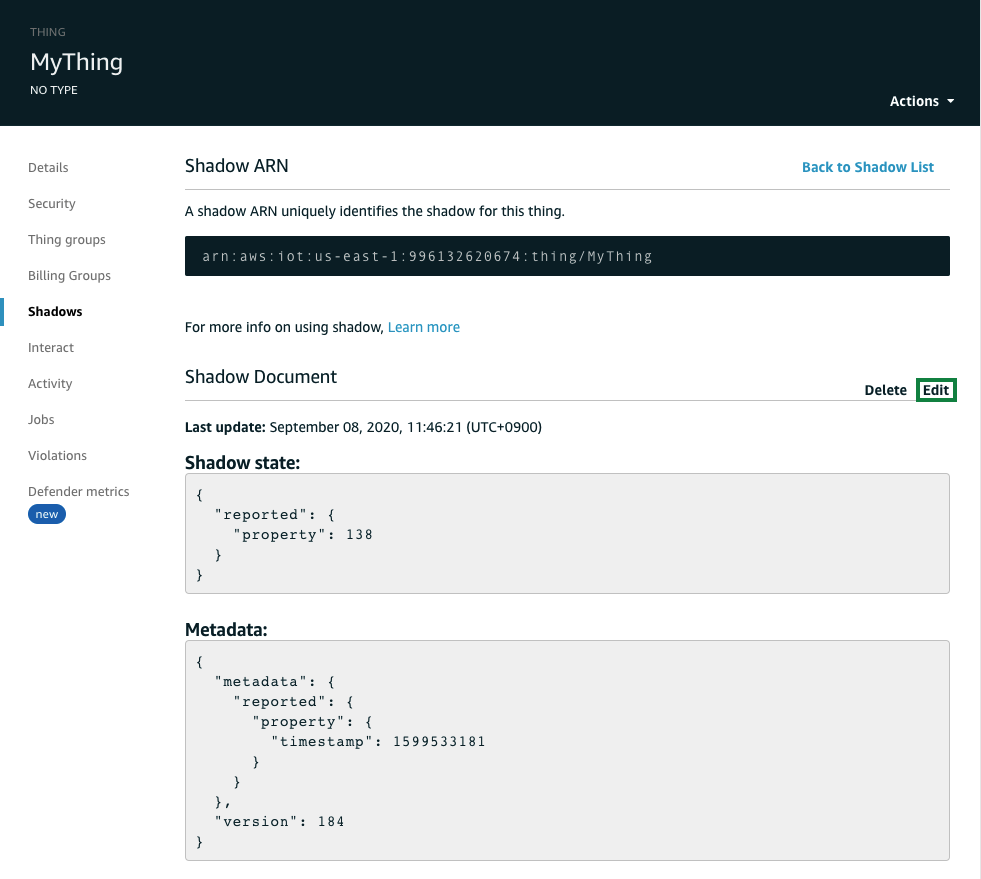 THING
MyThing
NO TYPE
Actions
Details
Security
Thing groups
Billing Groups
Shadows
Interact
Activity
Jobs
Violations
Defender metrics
new
Shadow ARN
Back to Shadow List
A shadow ARN uniquely identifies the shadow for this thing.
arn:aws:iot:us-east-1:996132620674:thing/MyThing
For more info on using shadow, Learn more
Shadow Document
Delete Edit
Last update: September 08, 2020, 11:46:21 (UTC+0900)
Shadow state:
{
  "reported": {
    "property": 138
  }
}
Metadata:
{
  "metadata": {
    "reported": {
      "property": {
        "timestamp": 1599533181
      }
    }
  },
  "version": 184
}